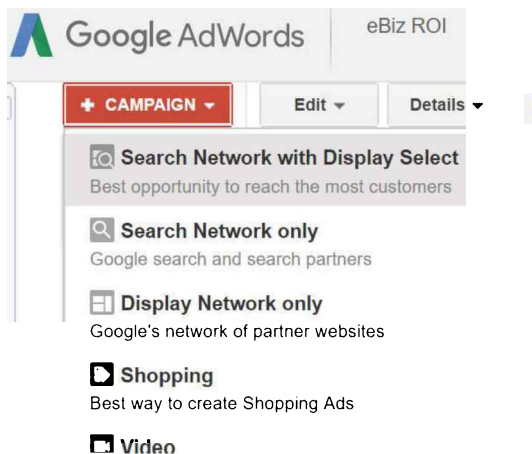 Google AdWords
eBiz ROI
+ CAMPAIGN
Edit
Details
Search Network with Display Select
Best opportunity to reach the most customers
Search Network only
Google search and search partners
Display Network only
Google's network of partner websites
Shopping
Best way to create Shopping Ads
Video